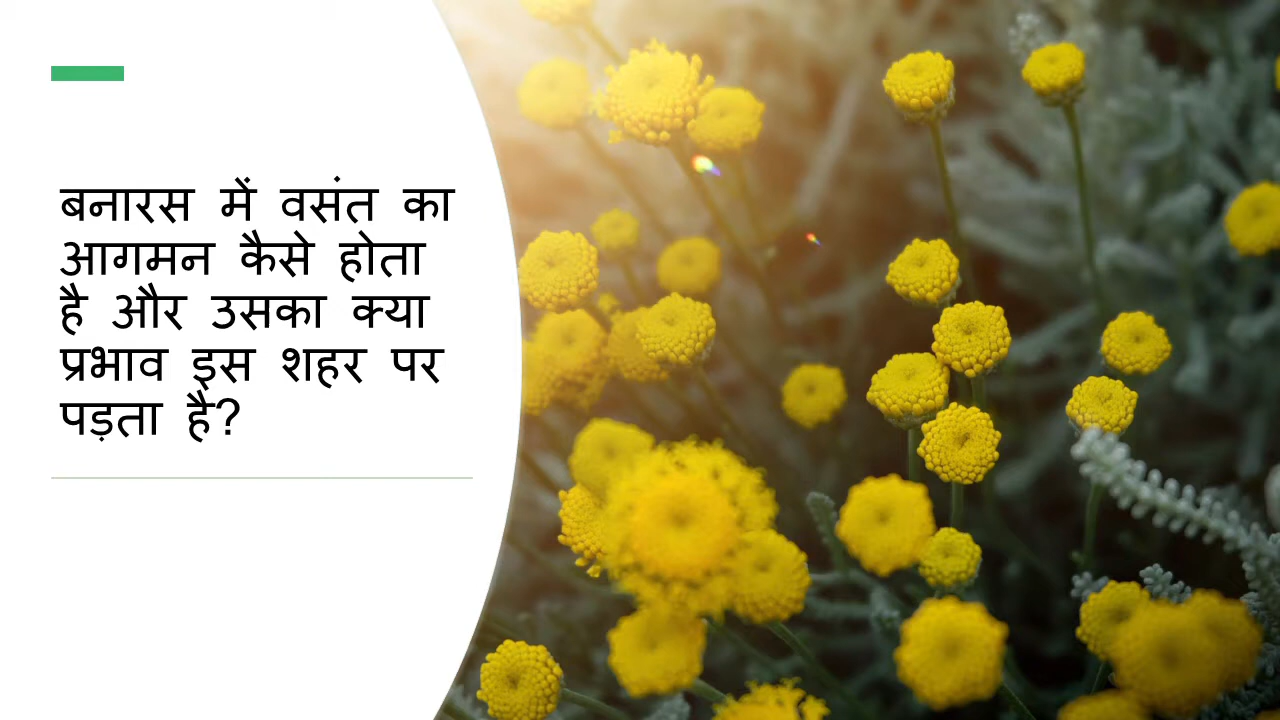 बनारस में वसंत का
आगमन कैसे होता
है और उसका क्या
प्रभाव इस शहर पर
पड़ता है?